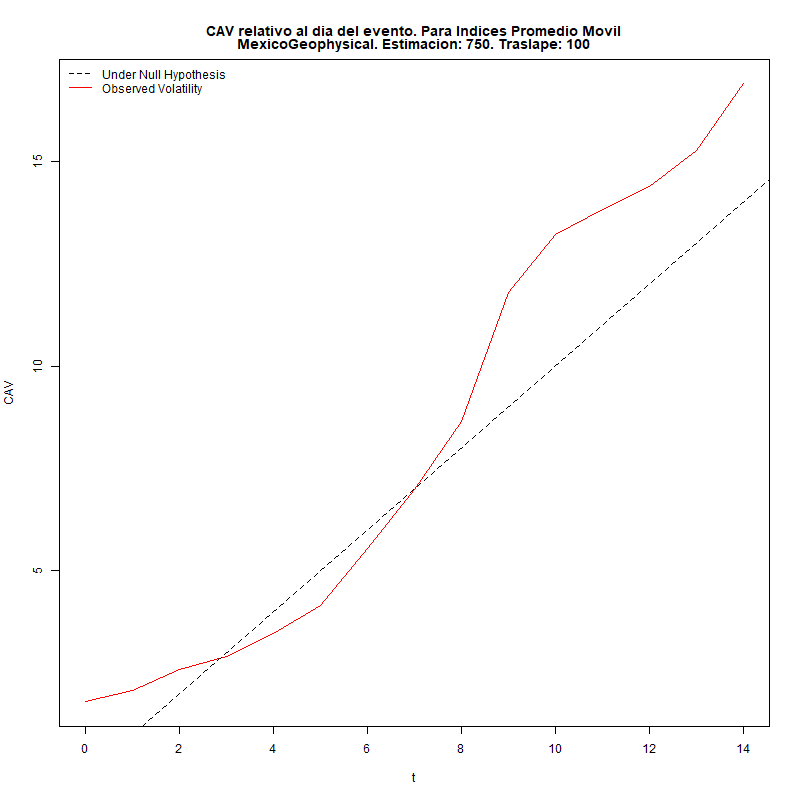 CAV relativo al dia del evento. Para Indices Promedio Movil
MexicoGeophysical. Estimacion: 750. Traslape: 100
Under Null Hypothesis
Observed Volatility
15
10
5
CAV
0 2 4 6 8 10 12 14
t